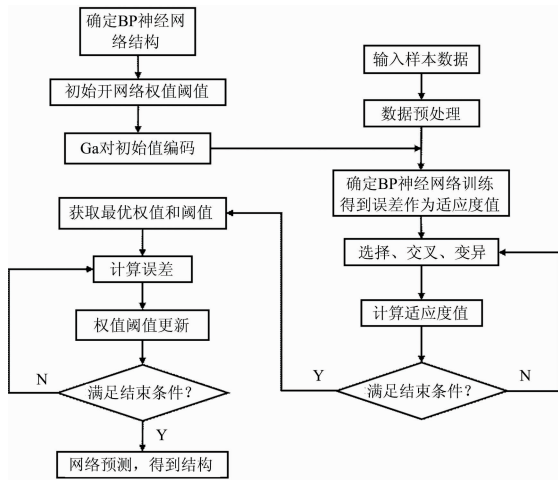 确定BP神经网
络结构
初始开网络权值阈值
Ga对初始值编码
输入样本数据
数据预处理
确定BP神经网络训练
得到误差作为适应度值
选择、交叉、变异
计算适应度值
满足结束条件?
Y
N
获取最优权值和阈值
计算误差
权值阈值更新
满足结束条件?
N
Y
网络预测，得到结构